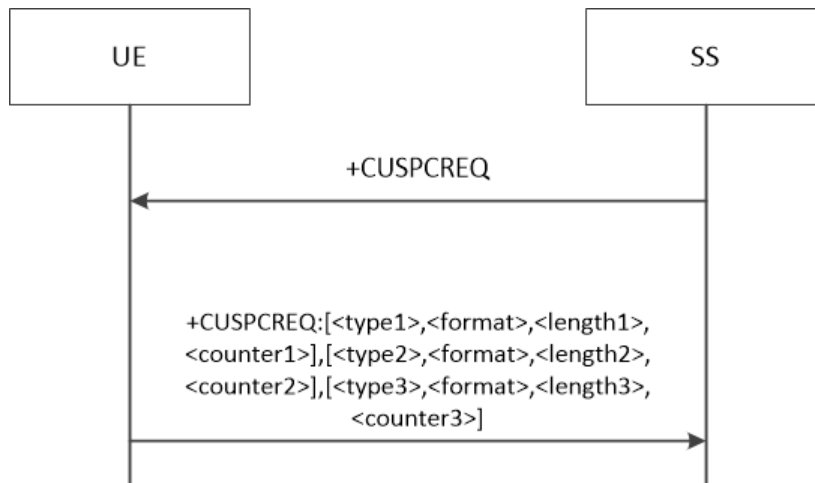 UE
SS
+CUSPCREQ
+CUSPCREQ:[<type1>,<format>,<length1>,
<counter1>],[<type2>,<format>,<length2>,
<counter2>],[<type3>,<format>,<length3>,
<counter3>]